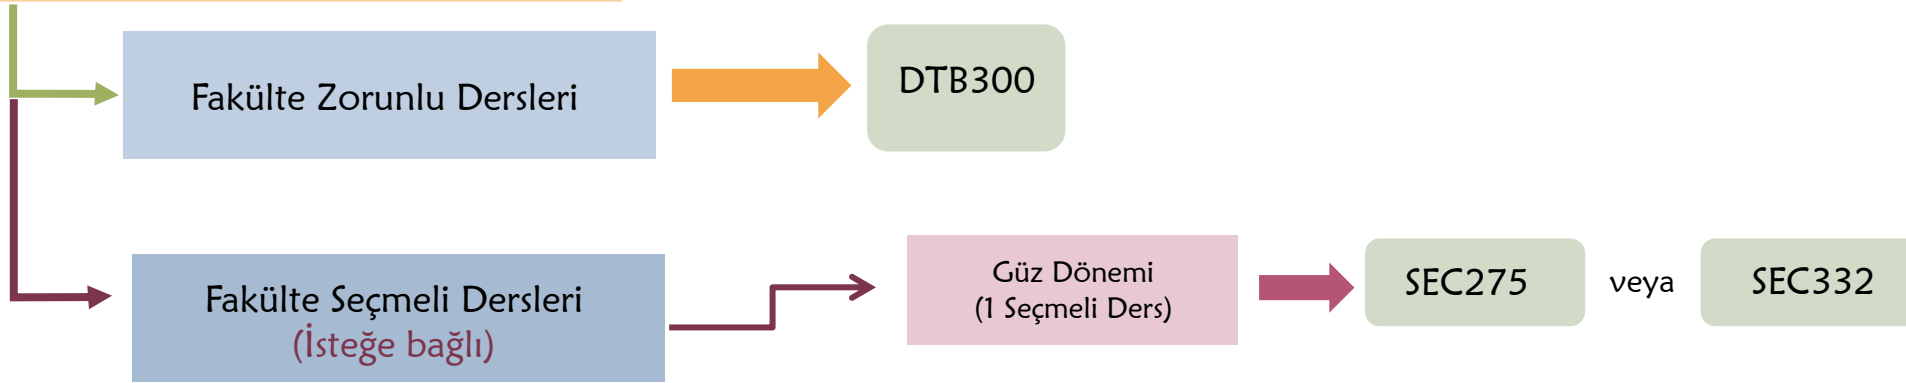 Fakülte Zorunlu Dersleri
DTB300
Fakülte Seçmeli Dersleri
(İsteğe bağlı)
Güz Dönemi
(1 Seçmeli Ders)
SEC275
veya
SEC332